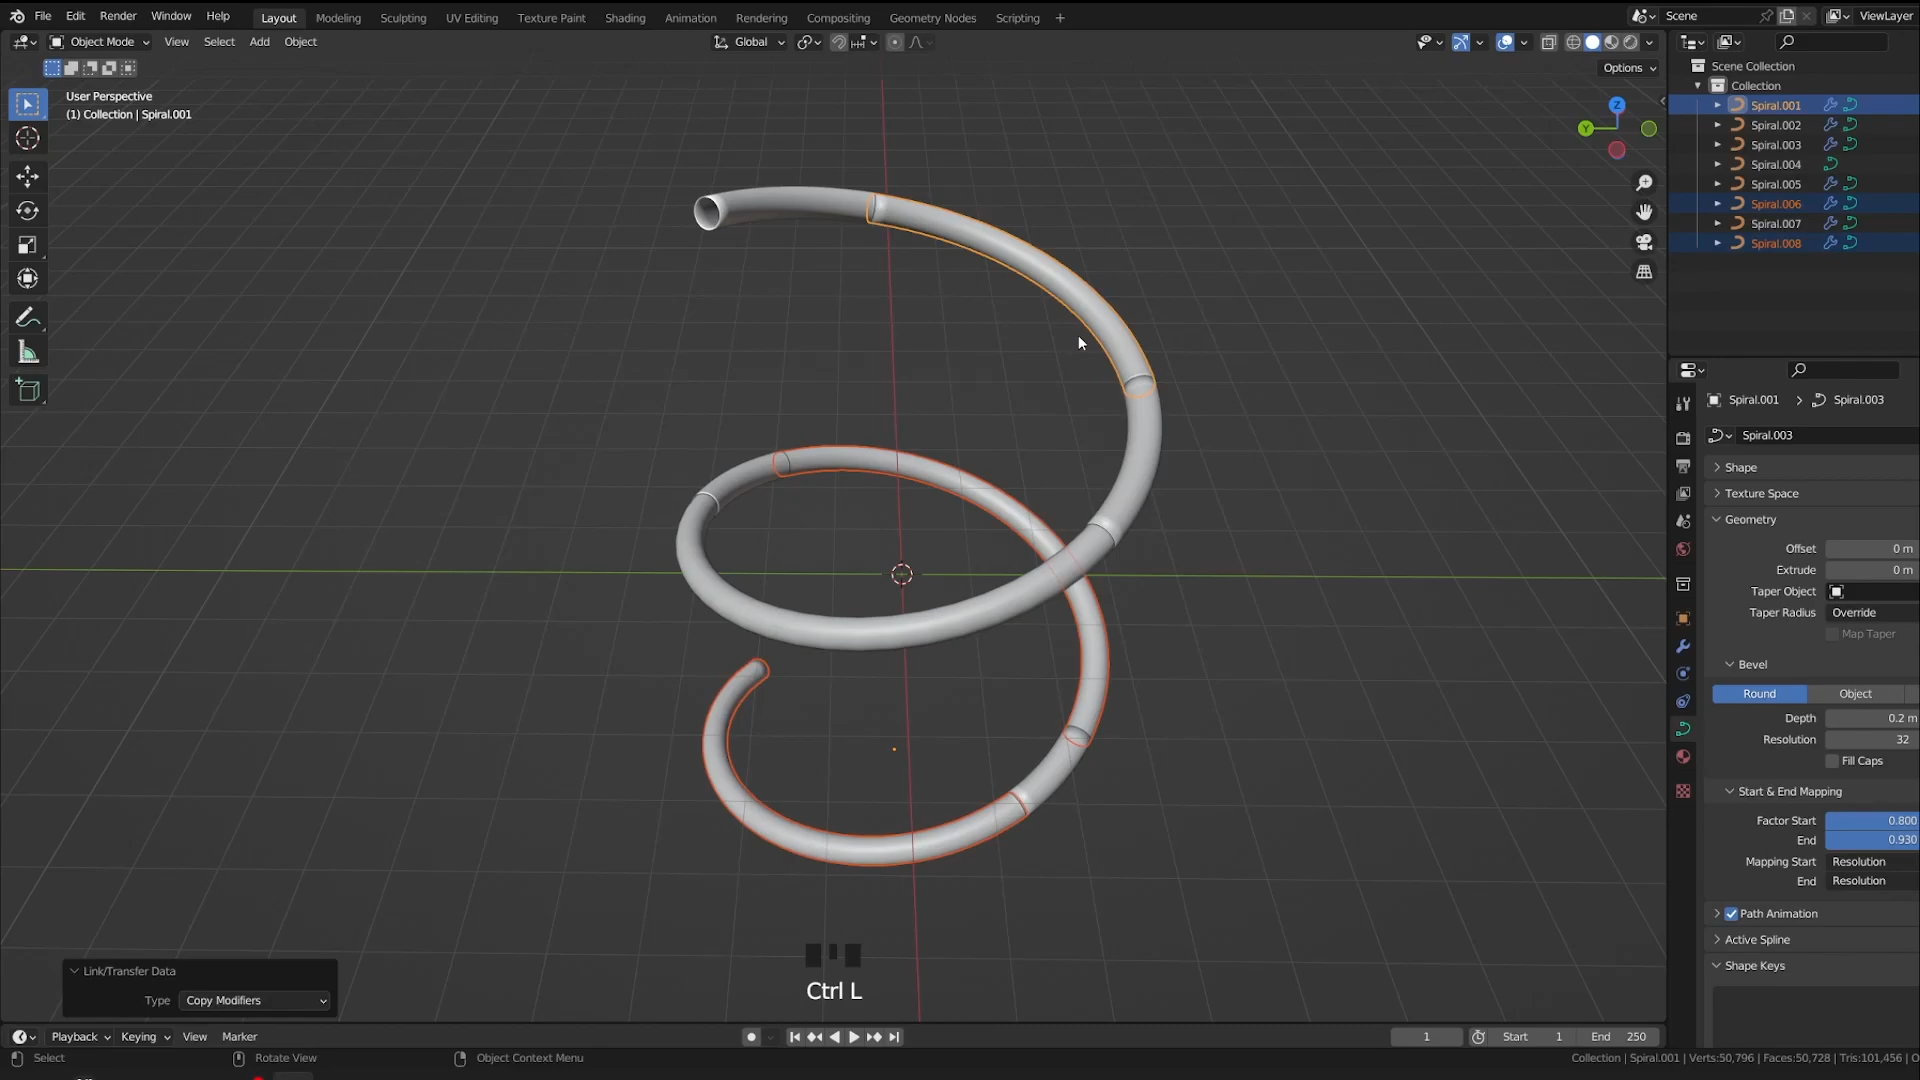 File Edit Render Window Help Layout Modeling Sculpting UV Editing Texture Paint Shading Animation Rendering Compositing Geometry Nodes Scripting + Scene ViewLayer
Object Mode View Select Add Object Global
Options
User Perspective
(1) Collection | Spiral.001
Z
Y
Scene Collection
Collection
Spiral.001
Spiral.002
Spiral.003
Spiral.004
Spiral.005
Spiral.006
Spiral.007
Spiral.008
Spiral.001 > Spiral.003
Spiral.003
Shape
Texture Space
Geometry
Offset 0 m
Extrude 0 m
Taper Object
Taper Radius Override
Map Taper
Bevel
Round Object
Depth 0.2 m
Resolution 32
Fill Caps
Start & End Mapping
Factor Start 0.800
End 0.930
Mapping Start Resolution
End Resolution
Path Animation
Active Spline
Shape Keys
Link/Transfer Data
Type Copy Modifiers
Ctrl L
Playback Keying View Marker 1 Start 1 End 250
Select Rotate View Object Context Menu Collection | Spiral.001 | Verts:50,796 | Faces:50,728 | Tris:101,456 | O